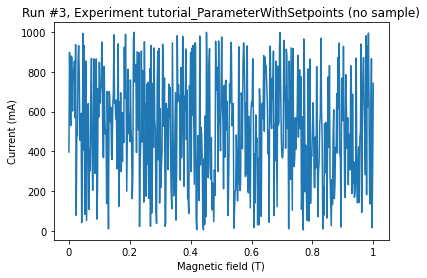 Run #3, Experiment tutorial_ParameterWithSetpoints (no sample)
1000
800
600
400
200
0
Current (mA)
0 0.2 0.4 0.6 0.8 1
Magnetic field (T)